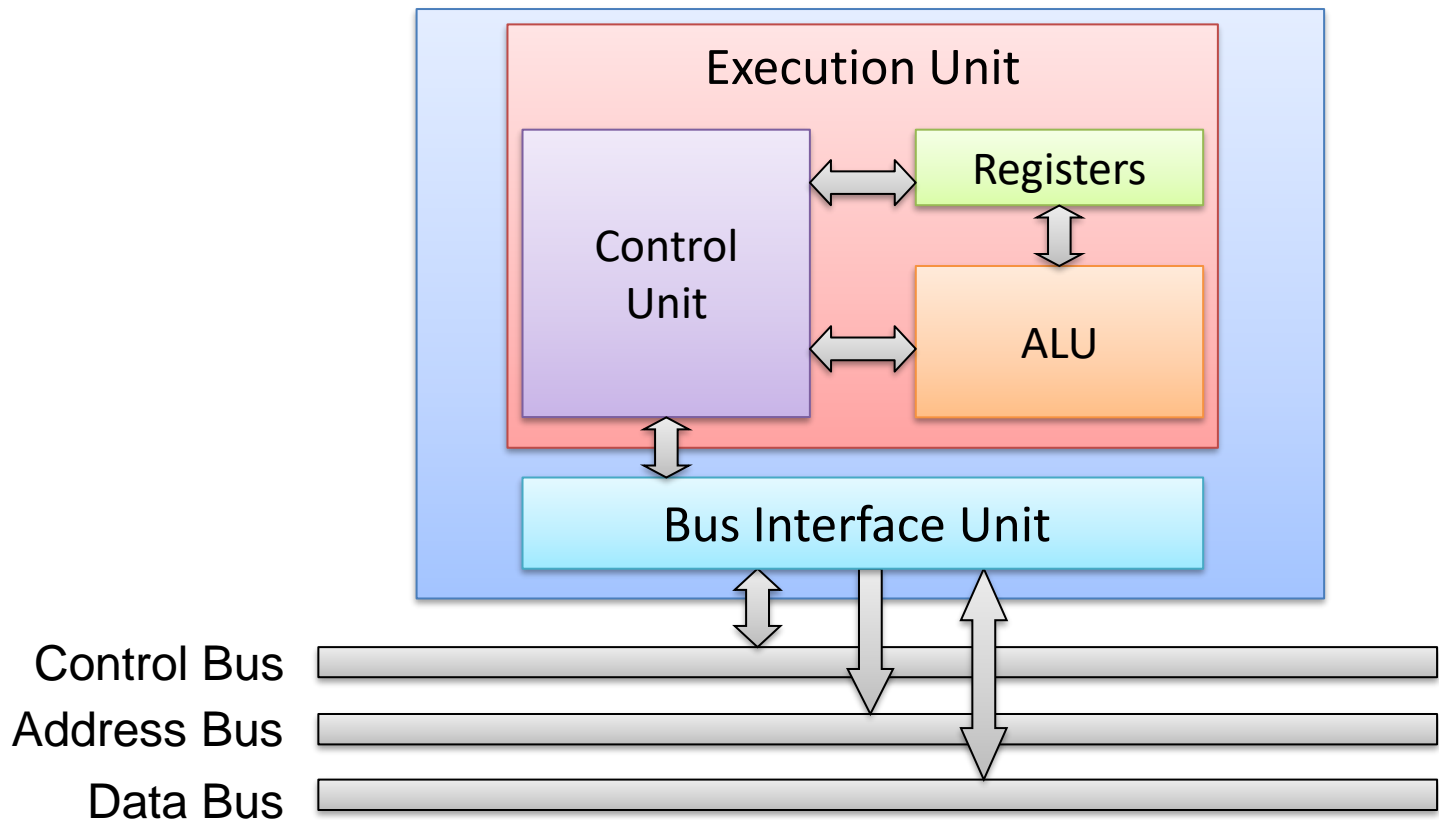 Execution Unit
Registers
Control
Unit
ALU
Bus Interface Unit
Control Bus
Address Bus
Data Bus